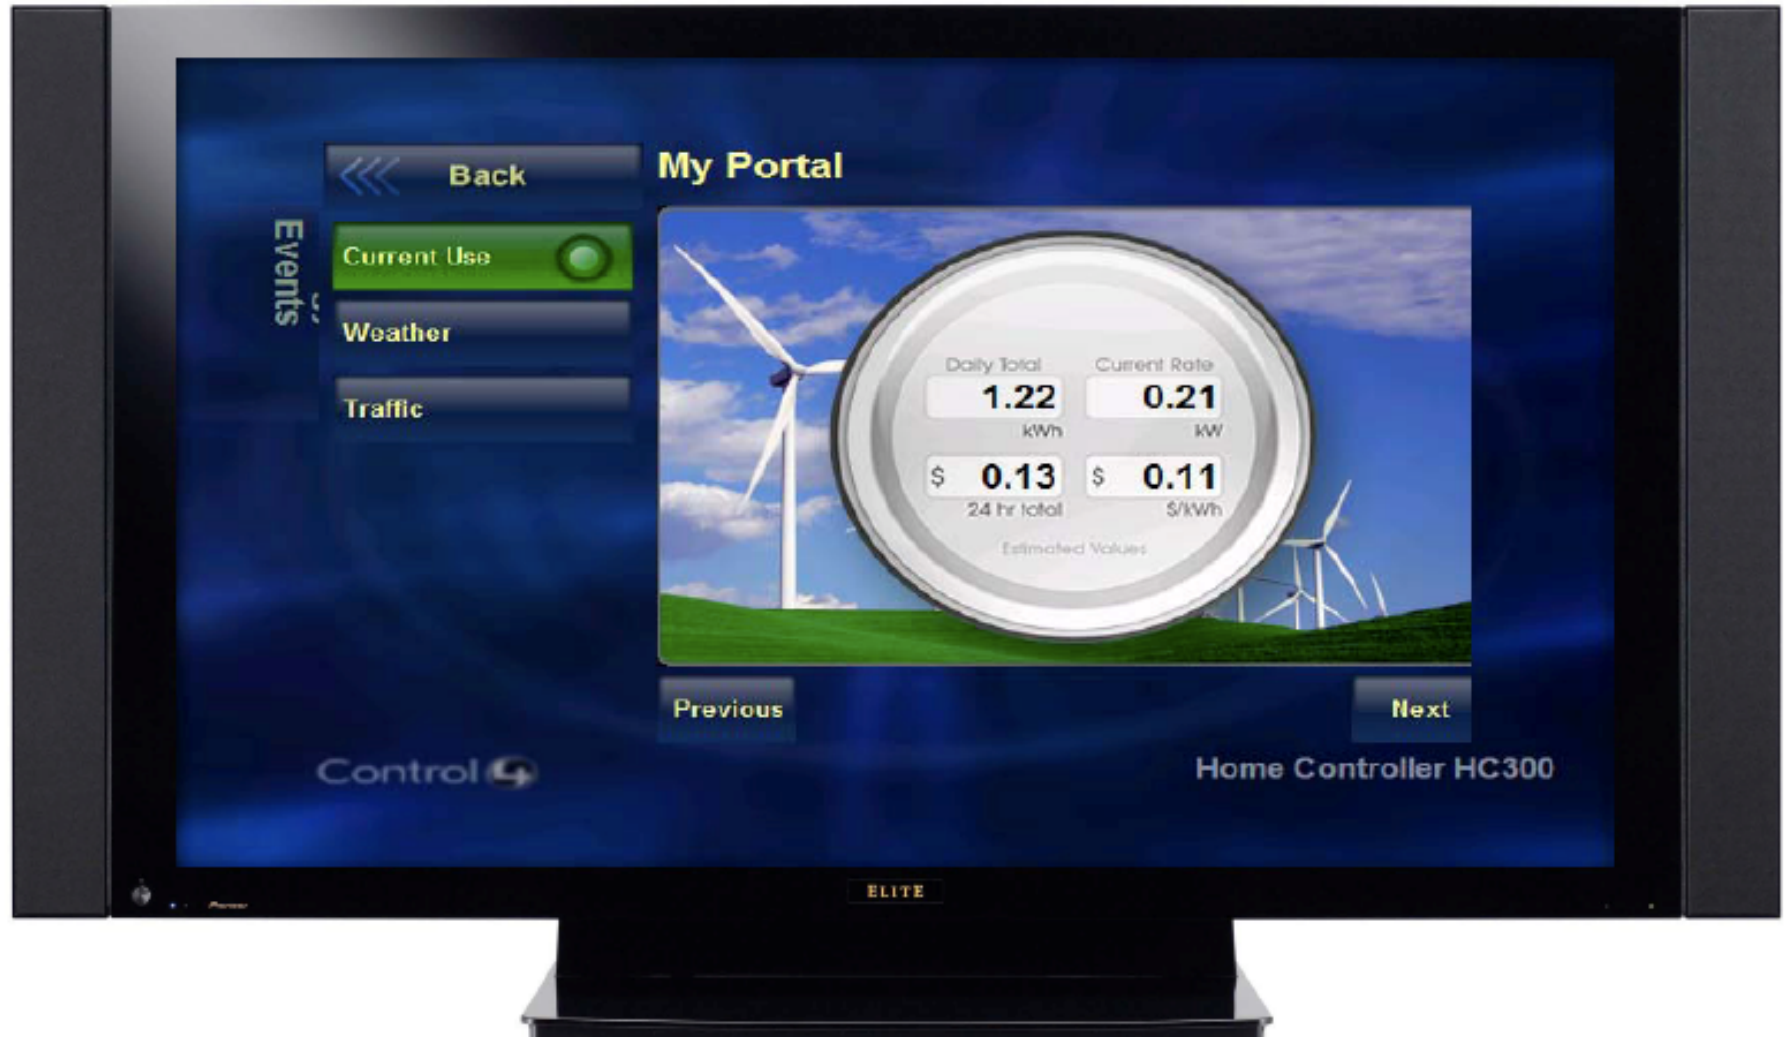 Back
My Portal
Events
Current Use
Weather
Traffic
Daily Total
Current Rate
1.22
0.21
kWh
kW
$ 0.13
$ 0.11
24 hr total
$/kWh
Estimated Values
Previous
Next
Control4
Home Controller HC300
ELITE
Pioneer